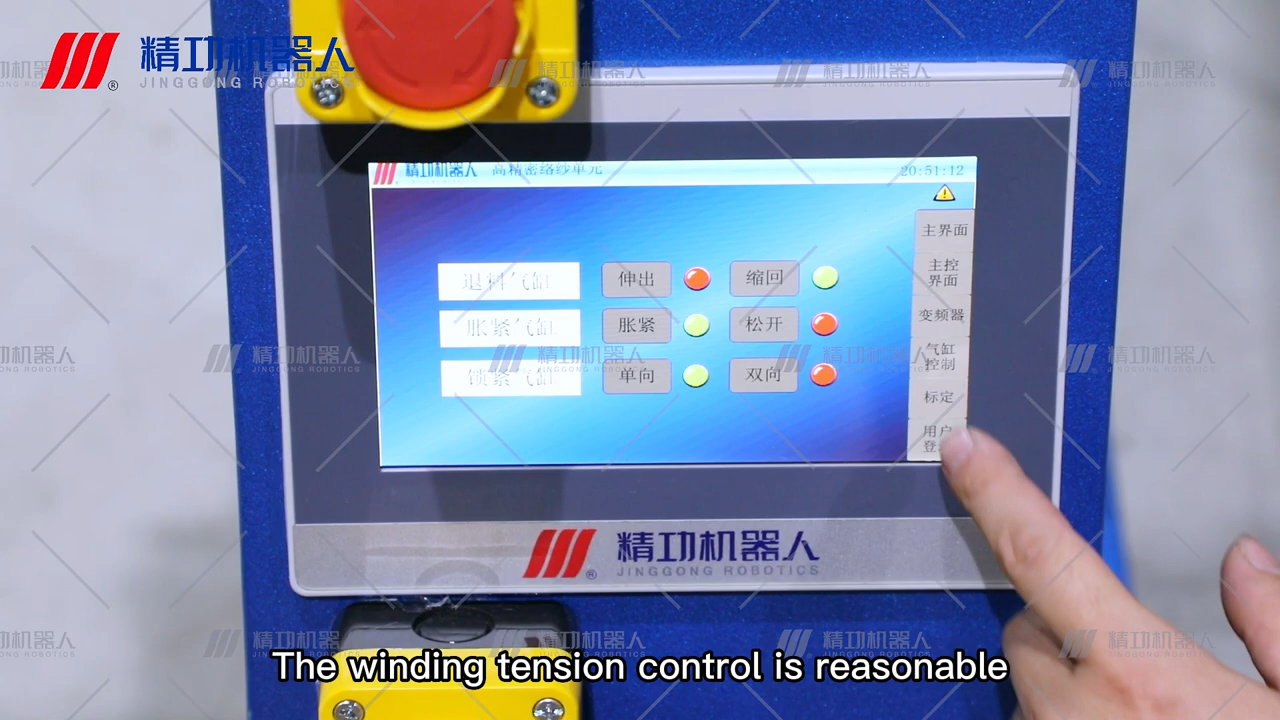 精功机器人
JINGGONG ROBOTICS
精功机器人 高精密络纱单元 20:51:12
主界面
主控
界面
退料气缸 伸出 缩回
变频器
胀紧气缸 胀紧 松开
气缸
控制
锁紧气缸 单向 双向
标定
用户
精功机器人
JINGGONG ROBOTICS
The winding tension control is reasonable